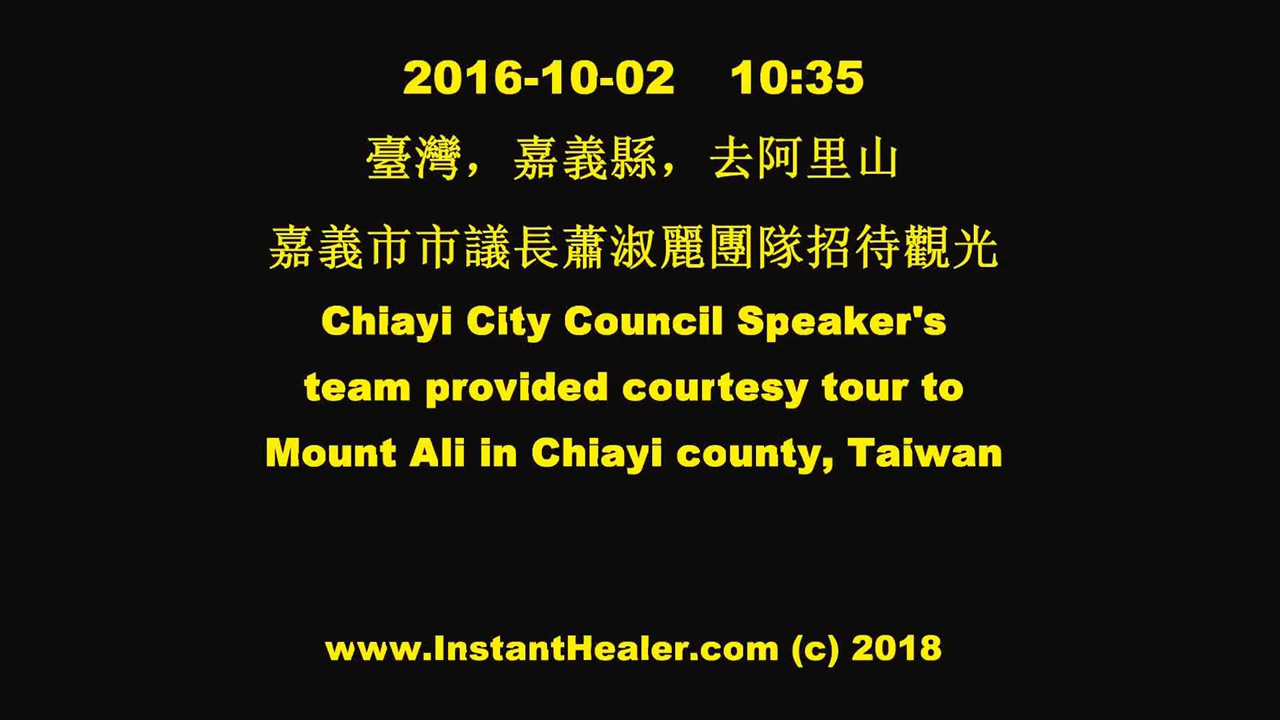 2016-10-02 10:35
臺灣，嘉義縣，去阿里山
嘉義市市議長蕭淑麗團隊招待觀光
Chiayi City Council Speaker's
team provided courtesy tour to
Mount Ali in Chiayi county, Taiwan
www.InstantHealer.com (c) 2018